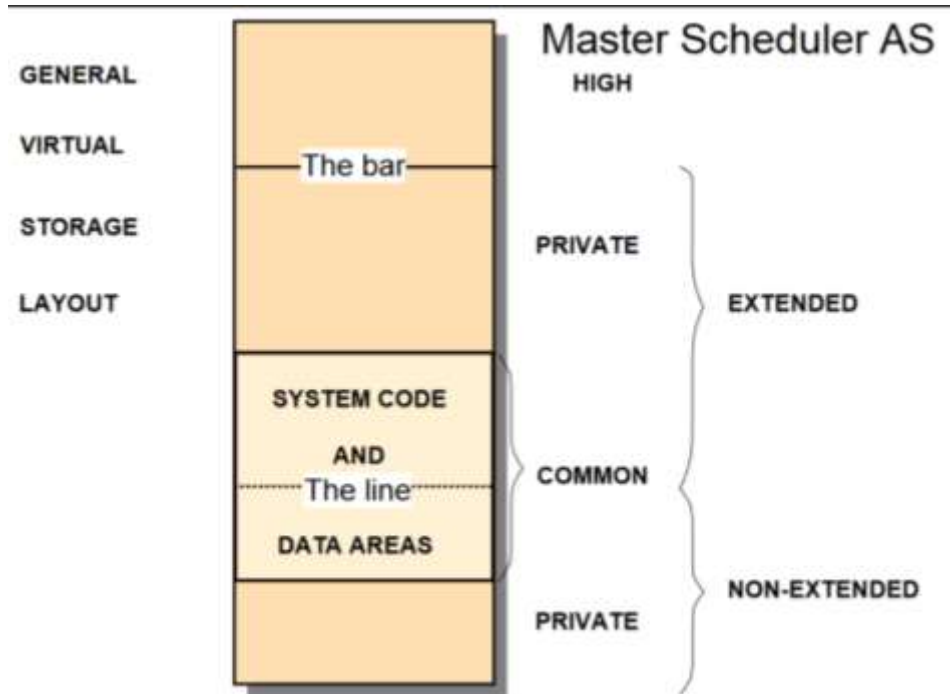 Master Scheduler AS
GENERAL
HIGH
VIRTUAL
The bar
STORAGE
PRIVATE
LAYOUT
EXTENDED
SYSTEM CODE
AND
COMMON
The line
DATA AREAS
NON-EXTENDED
PRIVATE